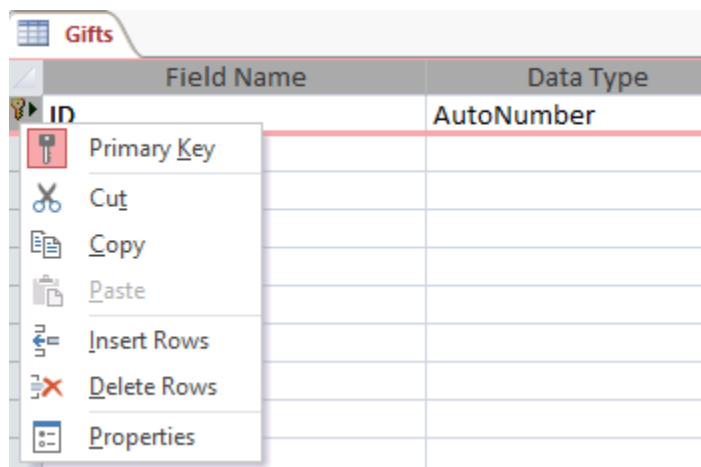 Gifts
Field Name Data Type
ID AutoNumber
Primary Key
Cut
Copy
Paste
Insert Rows
Delete Rows
Properties